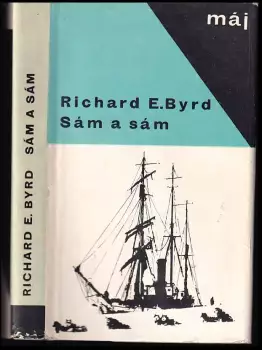 máj
Richard E. Byrd
Sám a sám
RICHARD E. BYRD SÁM A SÁM